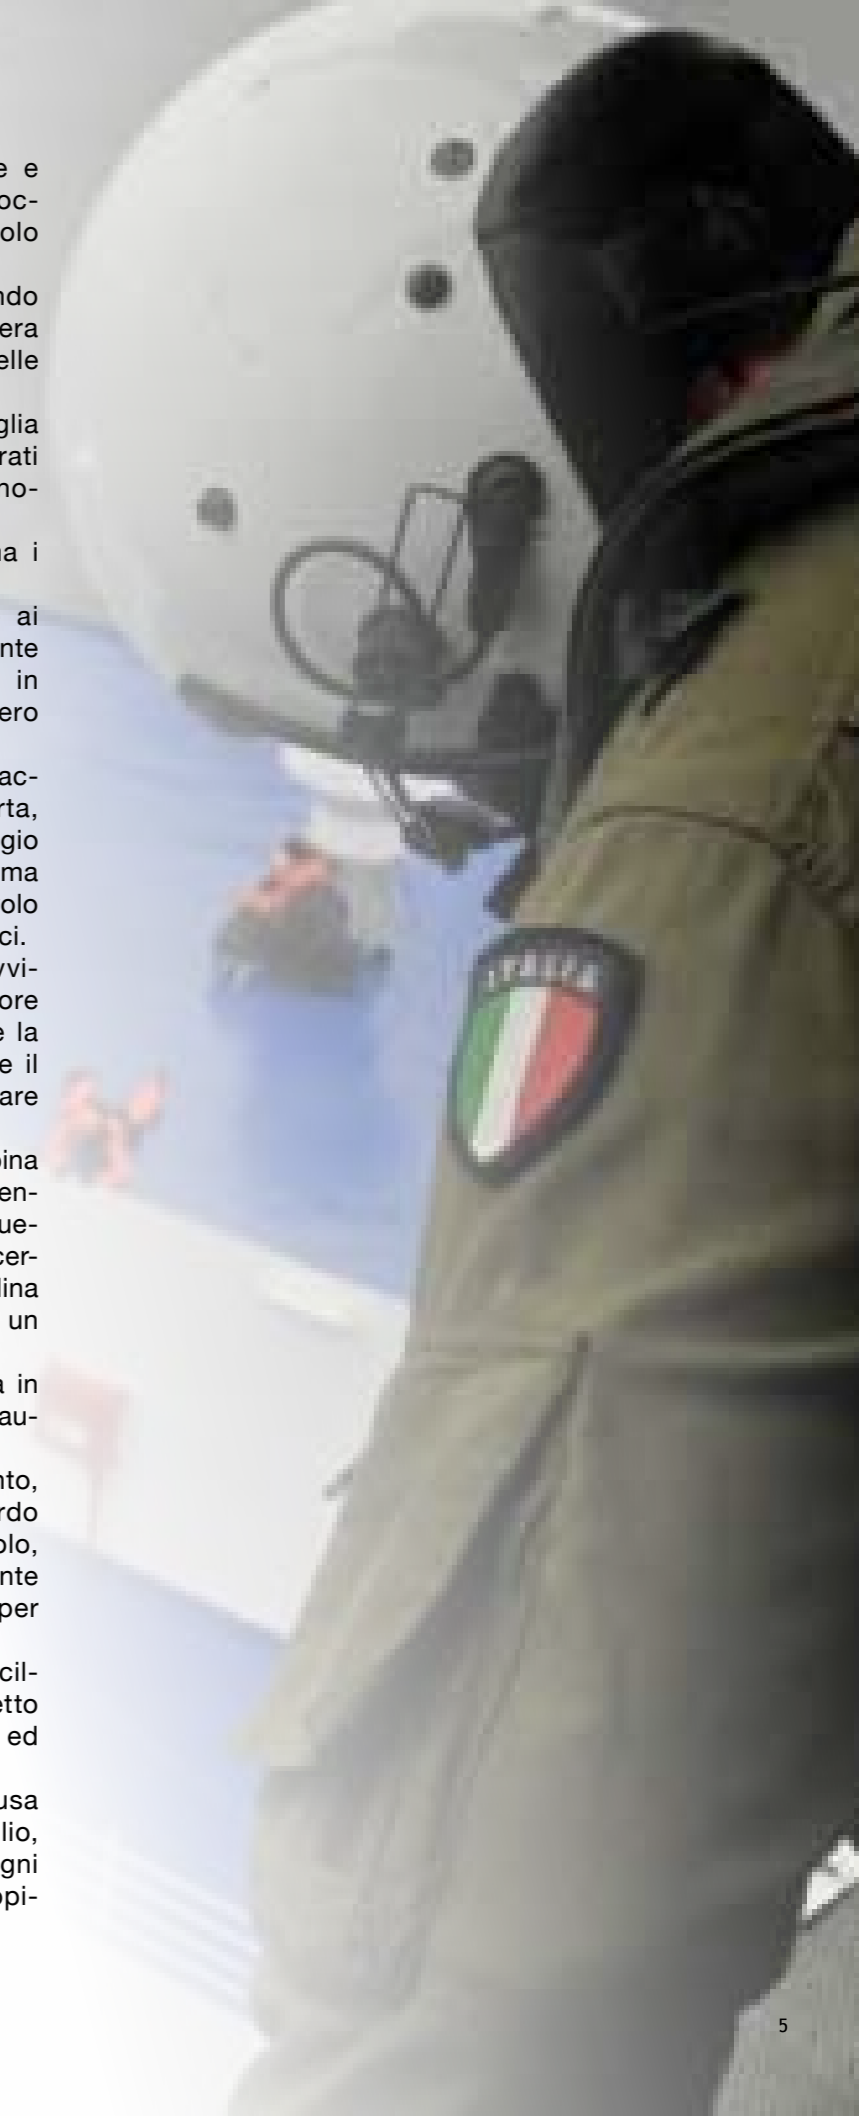 e e
oc-
olo
ndo
era
elle
glia
rati
no-
na i
ai
nte
in
ero
ac-
rta,
gio
ma
olo
ci.
vvi-
ore
e la
e il
are
pina
en-
ue-
cer-
lina
un
a in
au-
nto,
rdo
olo,
nte
per
cil-
etto
ed
usa
lio,
gni
opi-
ITALIA
5